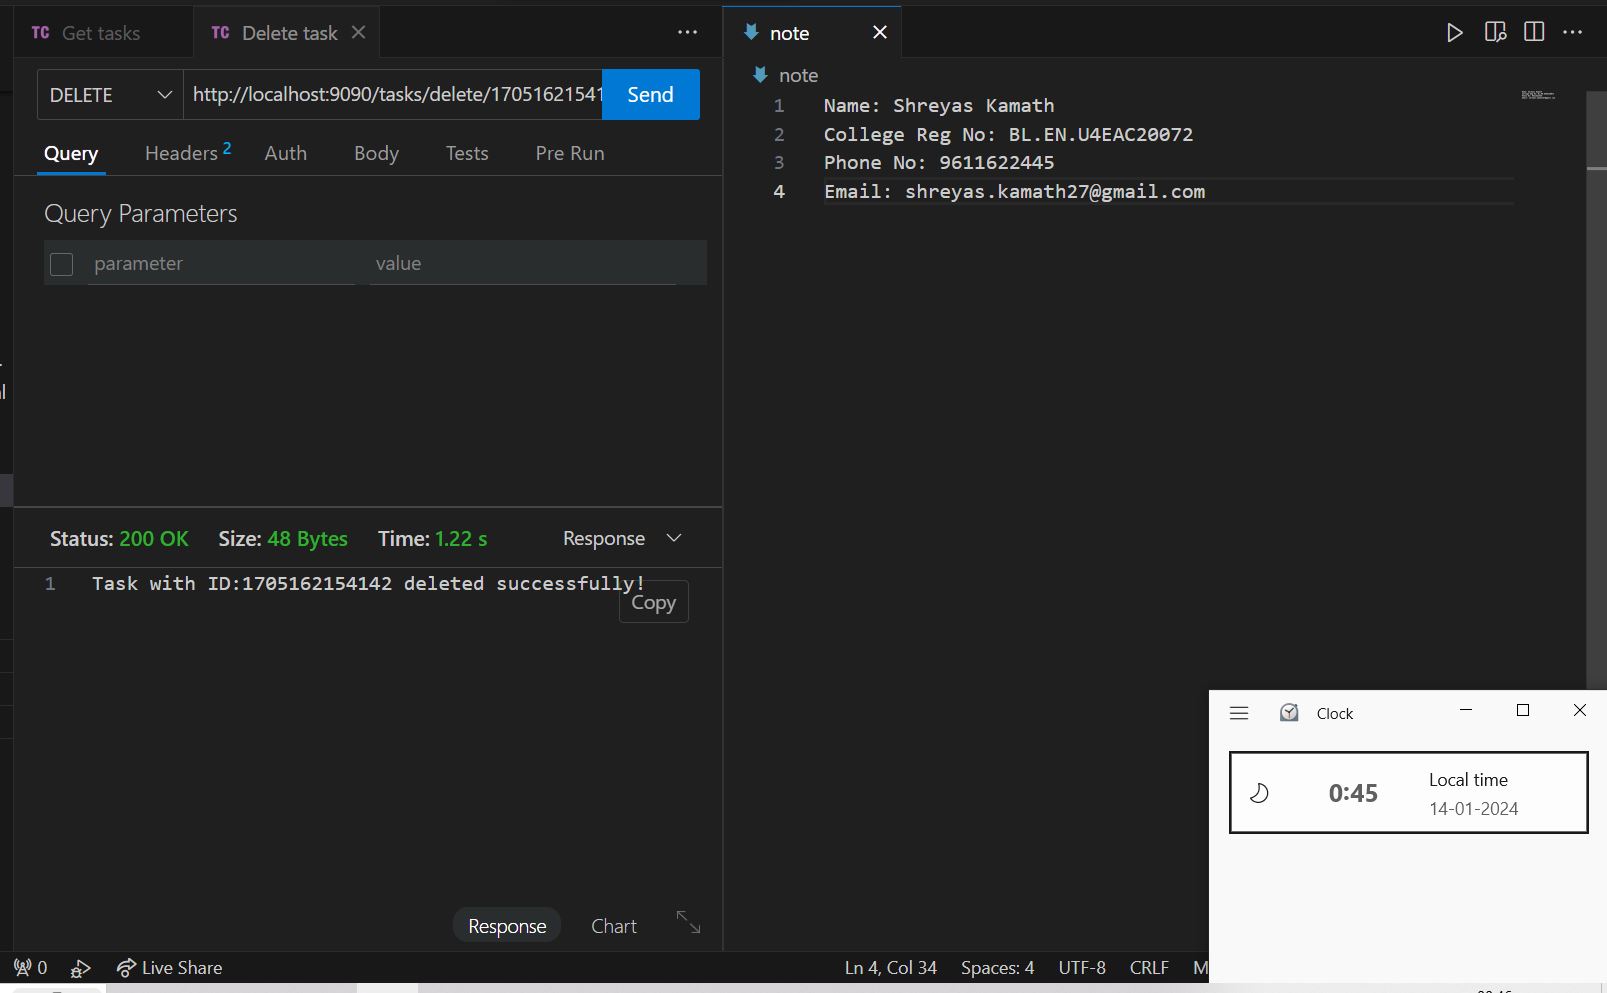 TC Get tasks
TC Delete task
DELETE
http://localhost:9090/tasks/delete/17051621541
Send
Query
Headers 2
Auth
Body
Tests
Pre Run
Query Parameters
parameter
value
Status: 200 OK
Size: 48 Bytes
Time: 1.22 s
Response
1 Task with ID:1705162154142 deleted successfully!
Copy
Response
Chart
note
note
1 Name: Shreyas Kamath
2 College Reg No: BL.EN.U4EAC20072
3 Phone No: 9611622445
4 Email: shreyas.kamath27@gmail.com
Clock
0:45
Local time
14-01-2024
0
Live Share
Ln 4, Col 34
Spaces: 4
UTF-8
CRLF
M